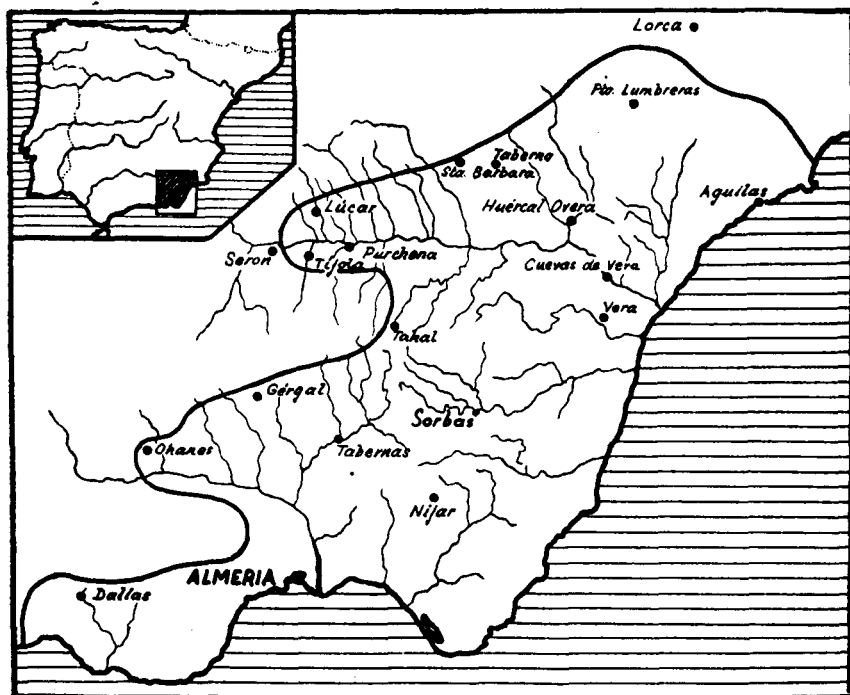 Lorca
Pto. Lumbreras
Taberno
Sta. Barbara
Lúcar
Huércal Overa
Aguilas
Seron
Tíjola
Purchena
Cuevas de Vera
Vera
Tahal
Gérgal
Sorbas
Ohanes
Tabernas
Níjar
ALMERIA
Dallas